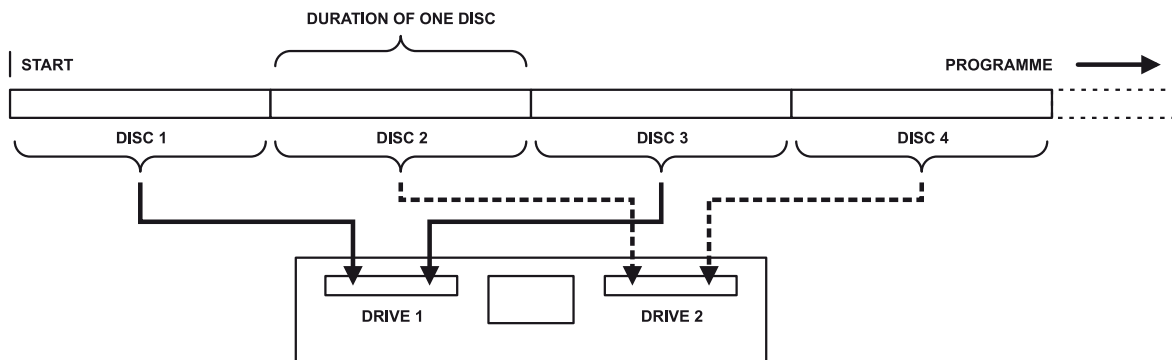 DURATION OF ONE DISC
START
PROGRAMME
DISC 1
DISC 2
DISC 3
DISC 4
DRIVE 1
DRIVE 2